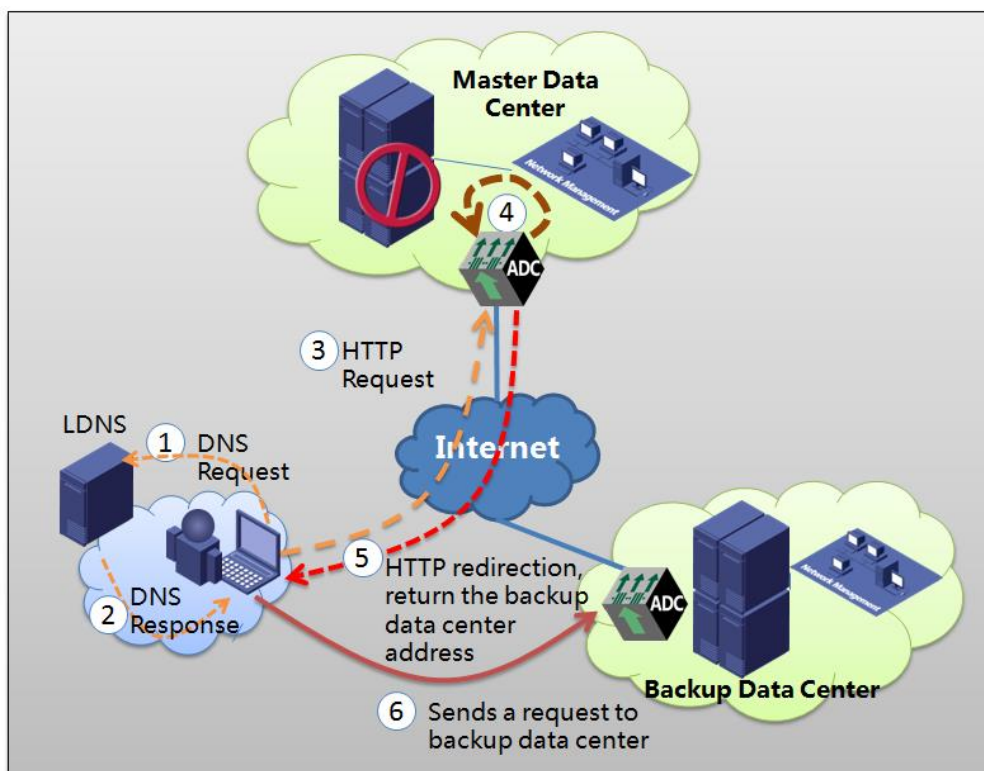 Master Data
Center
Network Management
4
ADC
3
HTTP
Request
LDNS
1
DNS
Request
Internet
5
HTTP redirection,
return the backup
data center
address
2
DNS
Response
ADC
Backup Data Center
6
Sends a request to
backup data center